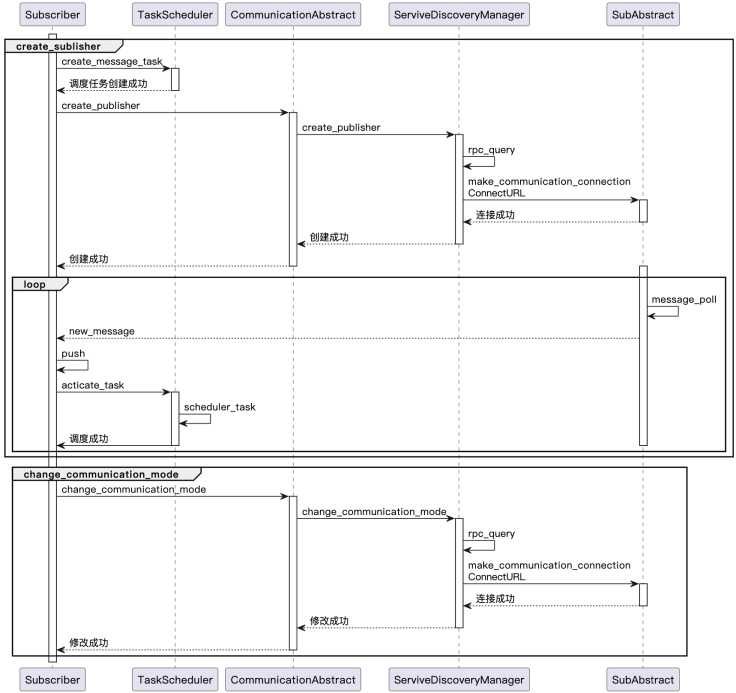 Subscriber
TaskScheduler
CommunicationAbstract
ServiveDiscoveryManager
SubAbstract
create_sublisher
create_message_task
调度任务创建成功
create_publisher
create_publisher
rpc_query
make_communication_connection
ConnectURL
连接成功
创建成功
创建成功
loop
message_poll
new_message
push
acticate_task
scheduler_task
调度成功
change_communication_mode
change_communication_mode
change_communication_mode
rpc_query
make_communication_connection
ConnectURL
连接成功
修改成功
修改成功
Subscriber
TaskScheduler
CommunicationAbstract
ServiveDiscoveryManager
SubAbstract